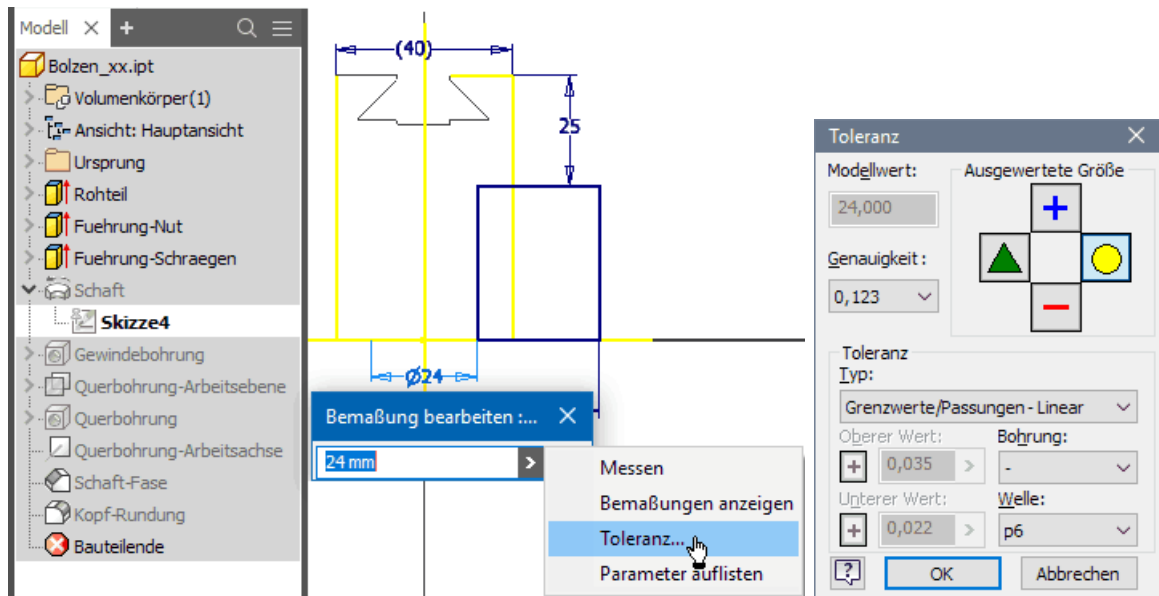 Modell
Bolzen_xx.ipt
Volumenkörper(1)
Ansicht: Hauptansicht
Ursprung
Rohteil
Fuehrung-Nut
Fuehrung-Schraegen
Schaft
Skizze4
Gewindebohrung
Querbohrung-Arbeitsebene
Querbohrung
Querbohrung-Arbeitsachse
Schaft-Fase
Kopf-Rundung
Bauteilende
(40)
25
Ø24
Bemaßung bearbeiten :...
24 mm
Messen
Bemaßungen anzeigen
Toleranz...
Parameter auflisten
Toleranz
Modellwert:
Ausgewertete Größe
24,000
Genauigkeit :
0,123
Toleranz
Typ:
Grenzwerte/Passungen - Linear
Oberer Wert:
Bohrung:
0,035
-
Unterer Wert:
Welle:
0,022
p6
OK
Abbrechen